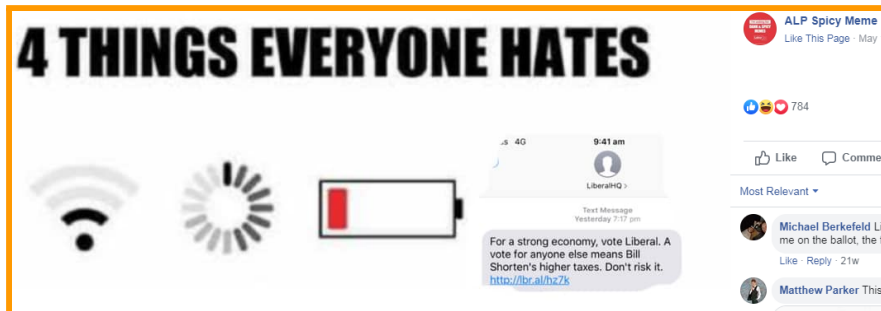 4 THINGS EVERYONE HATES
4G 9:41 am
LiberalHQ >
Text Message
Yesterday 7:17 pm
For a strong economy, vote Liberal. A
vote for anyone else means Bill
Shorten's higher taxes. Don't risk it.
http://lbr.al/hz7k
ALP Spicy Meme
Like This Page · May
784
Like Comme
Most Relevant
Michael Berkefeld Li
me on the ballot, the
Like · Reply · 21w
Matthew Parker This